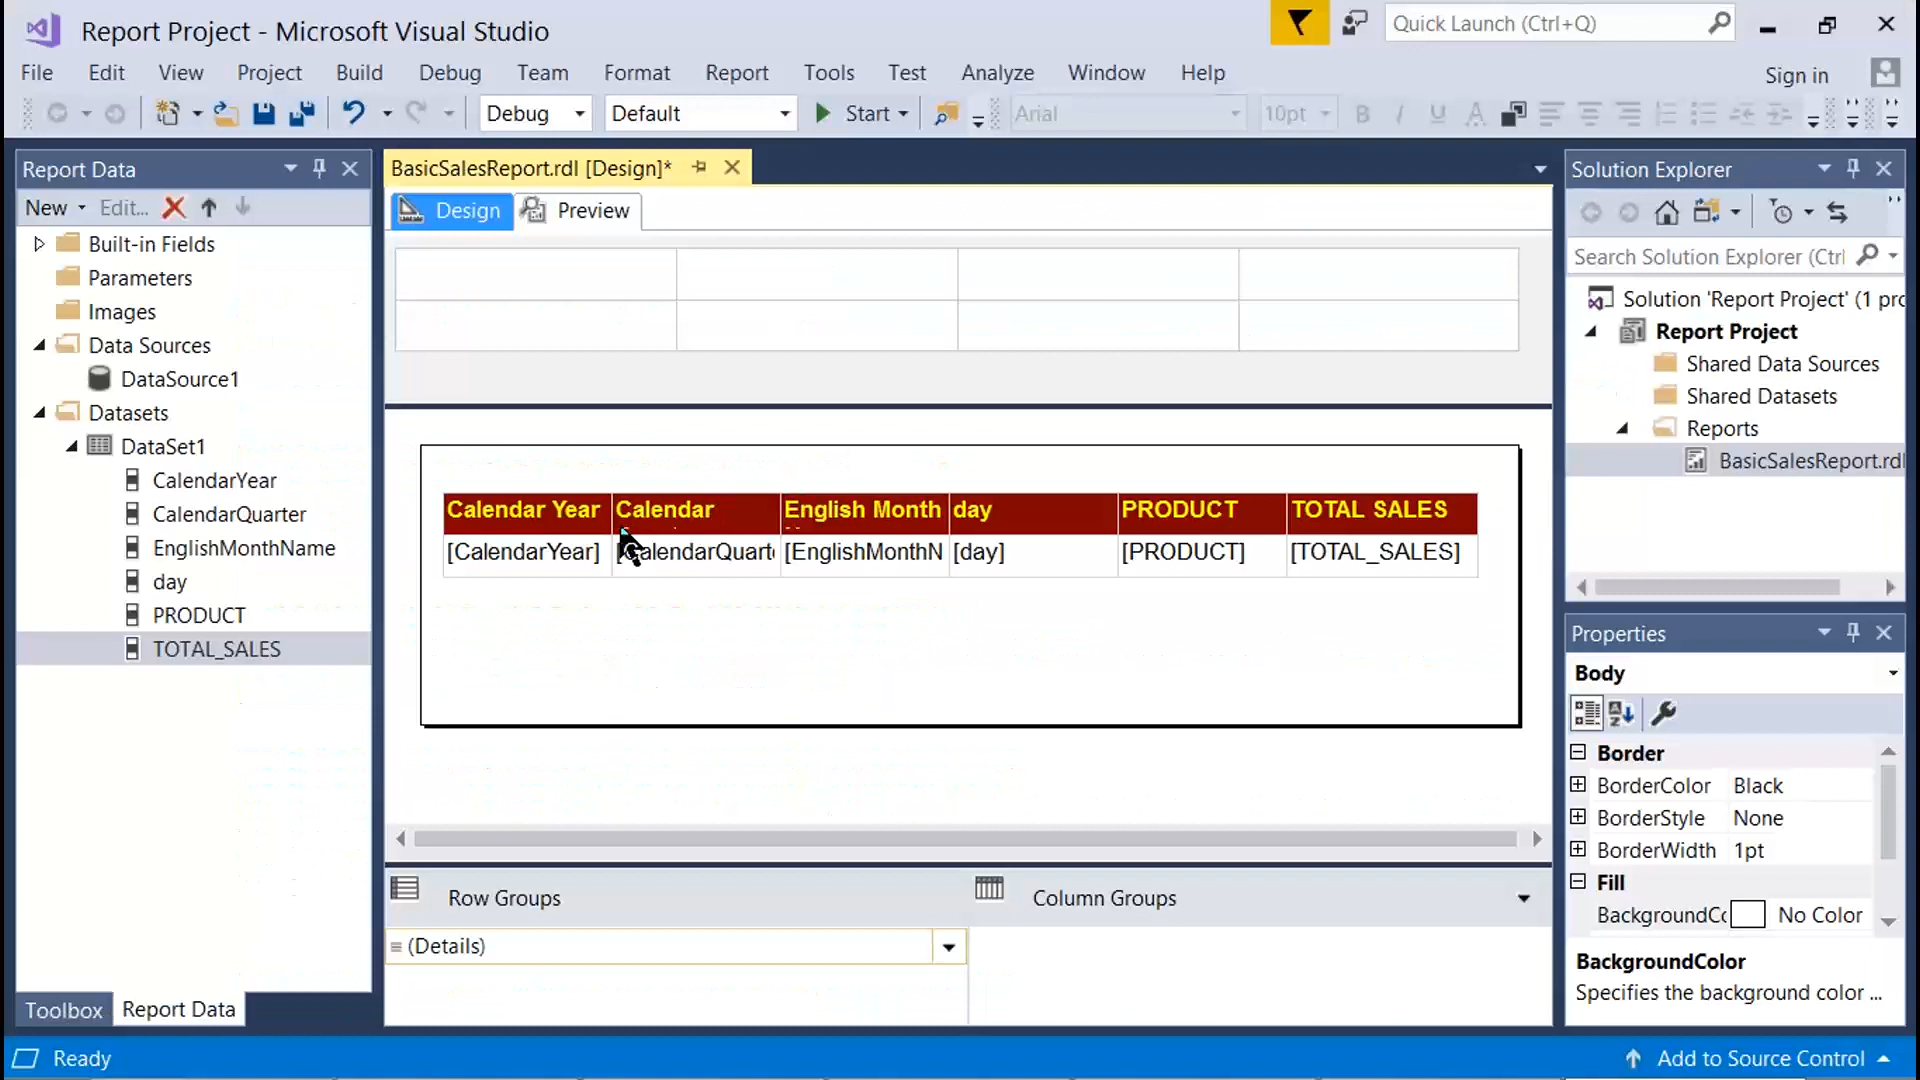 Report Project - Microsoft Visual Studio
Quick Launch (Ctrl+Q)
File Edit View Project Build Debug Team Format Report Tools Test Analyze Window Help
Sign in
Debug Default Start Arial 10pt B I U A
Report Data
New Edit...
Built-in Fields
Parameters
Images
Data Sources
DataSource1
Datasets
DataSet1
CalendarYear
CalendarQuarter
EnglishMonthName
day
PRODUCT
TOTAL_SALES
Toolbox Report Data
BasicSalesReport.rdl [Design]*
Design Preview
Calendar Year Calendar English Month day PRODUCT TOTAL SALES
[CalendarYear] [CalendarQuart [EnglishMonthN [day] [PRODUCT] [TOTAL_SALES]
Row Groups
Column Groups
(Details)
Solution Explorer
Search Solution Explorer (Ctrl
Solution 'Report Project' (1 pro
Report Project
Shared Data Sources
Shared Datasets
Reports
BasicSalesReport.rdl
Properties
Body
Border
BorderColor Black
BorderStyle None
BorderWidth 1pt
Fill
BackgroundCo No Color
BackgroundColor
Specifies the background color ...
Ready
Add to Source Control